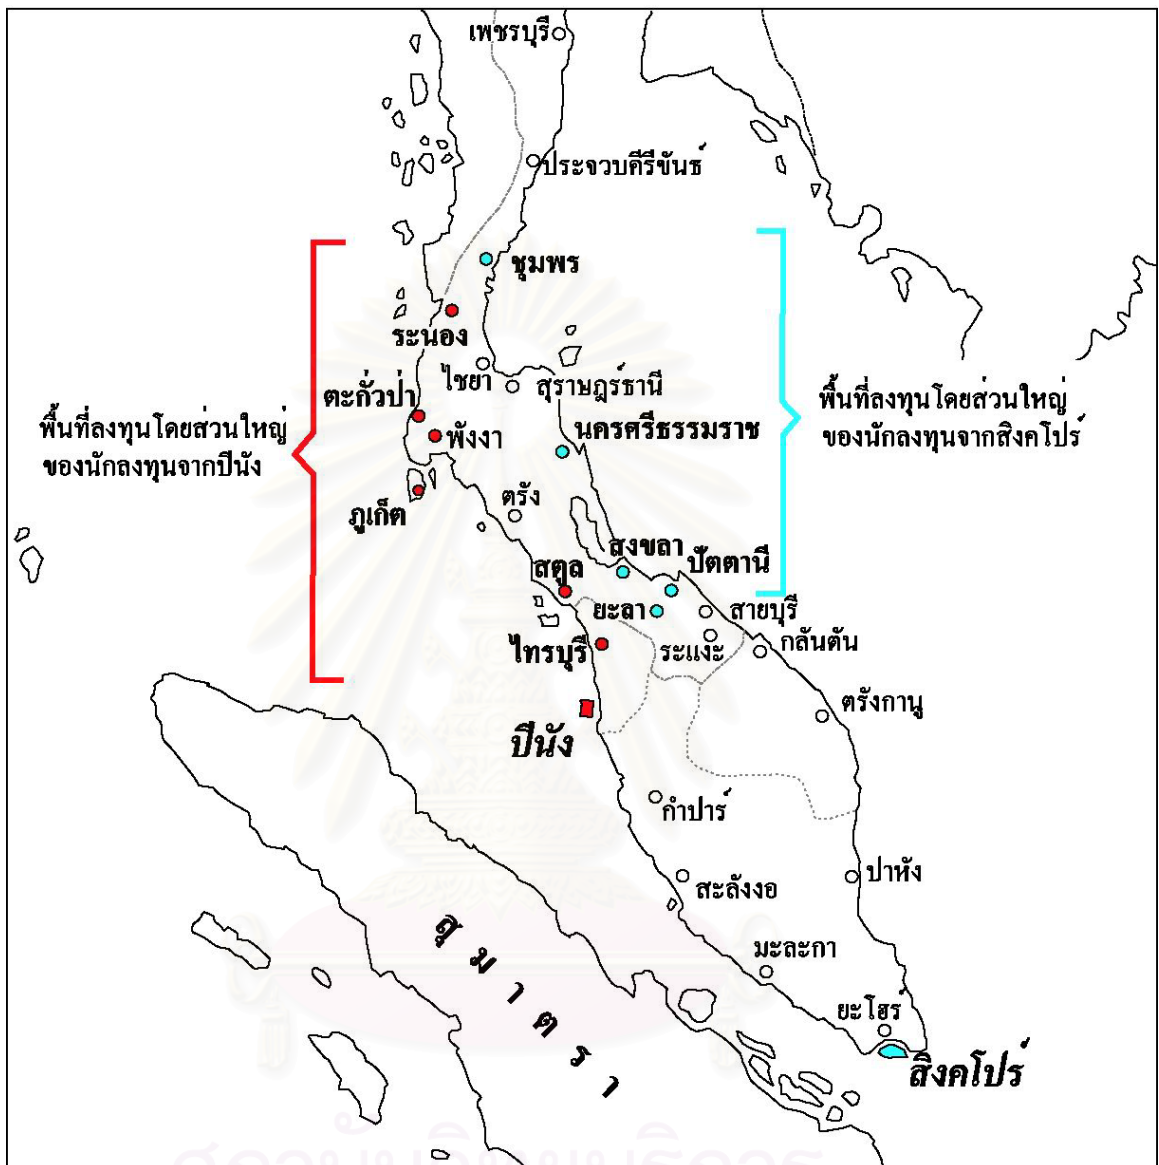 เพชรบุรี
ประจวบคีรีขันธ์
ชุมพร
ระนอง
ไชยา
สุราษฎร์ธานี
ตะกั่วป่า
พังงา
นครศรีธรรมราช
พื้นที่ลงทุนโดยส่วนใหญ่
ของนักลงทุนจากปีนัง
พื้นที่ลงทุนโดยส่วนใหญ่
ของนักลงทุนจากสิงคโปร์
ภูเก็ต
ตรัง
สงขลา
ปัตตานี
สตูล
ยะลา
สายบุรี
ไทรบุรี
ระแงะ
กลันตัน
ตรังกานู
ปีนัง
กำปาร์
สะลังงอ
ปาหัง
สุมาตรา
มะละกา
ยะโฮร์
สิงคโปร์